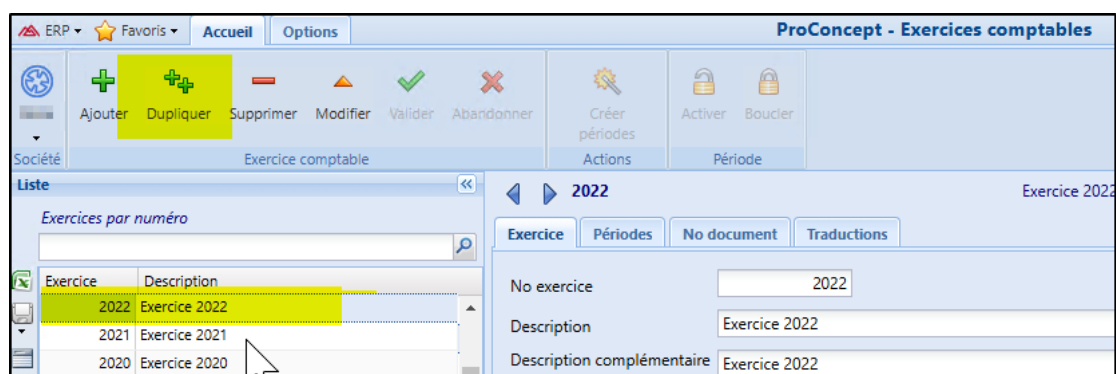 ERP Favoris Accueil Options ProConcept - Exercices comptables
Ajouter Dupliquer Supprimer Modifier Valider Abandonner Créer périodes Activer Boucler
Société Exercice comptable Actions Période
Liste
2022 Exercice 2022
Exercices par numéro
Exercice Périodes No document Traductions
Exercice Description
No exercice 2022
2022 Exercice 2022
Description Exercice 2022
2021 Exercice 2021
2020 Exercice 2020
Description complémentaire Exercice 2022